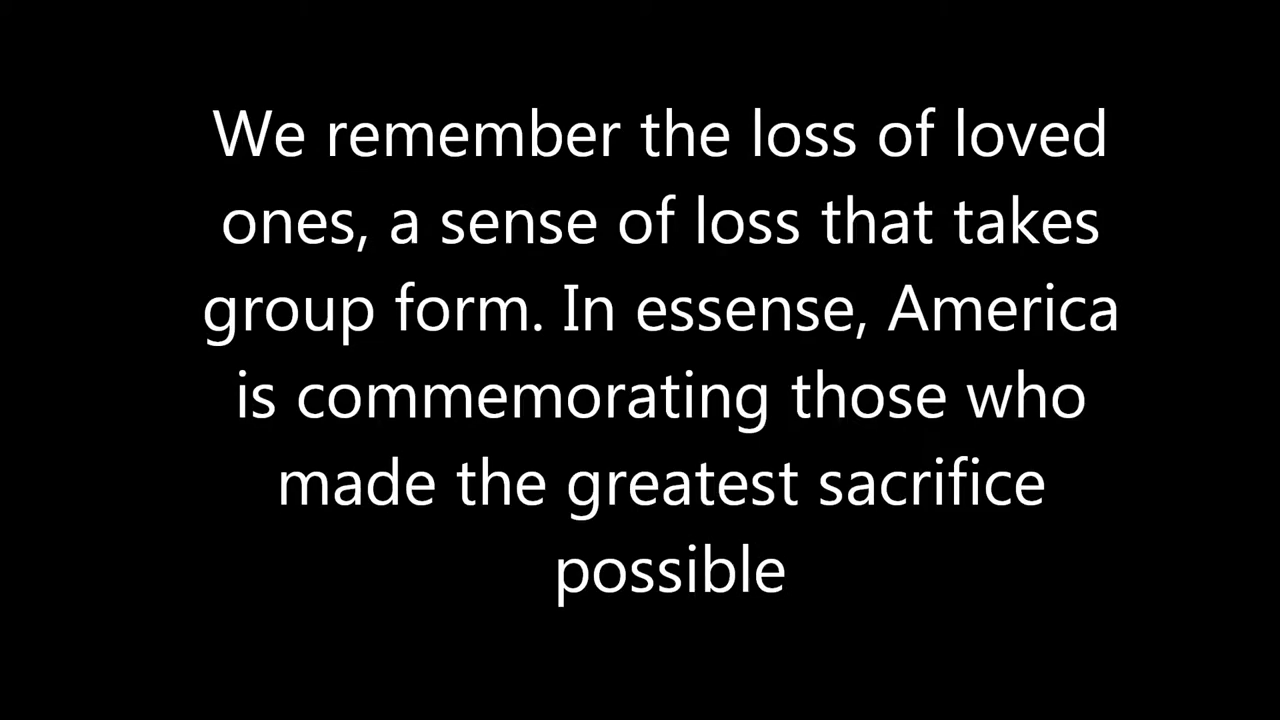 We remember the loss of loved
ones, a sense of loss that takes
group form. In essense, America
is commemorating those who
made the greatest sacrifice
possible